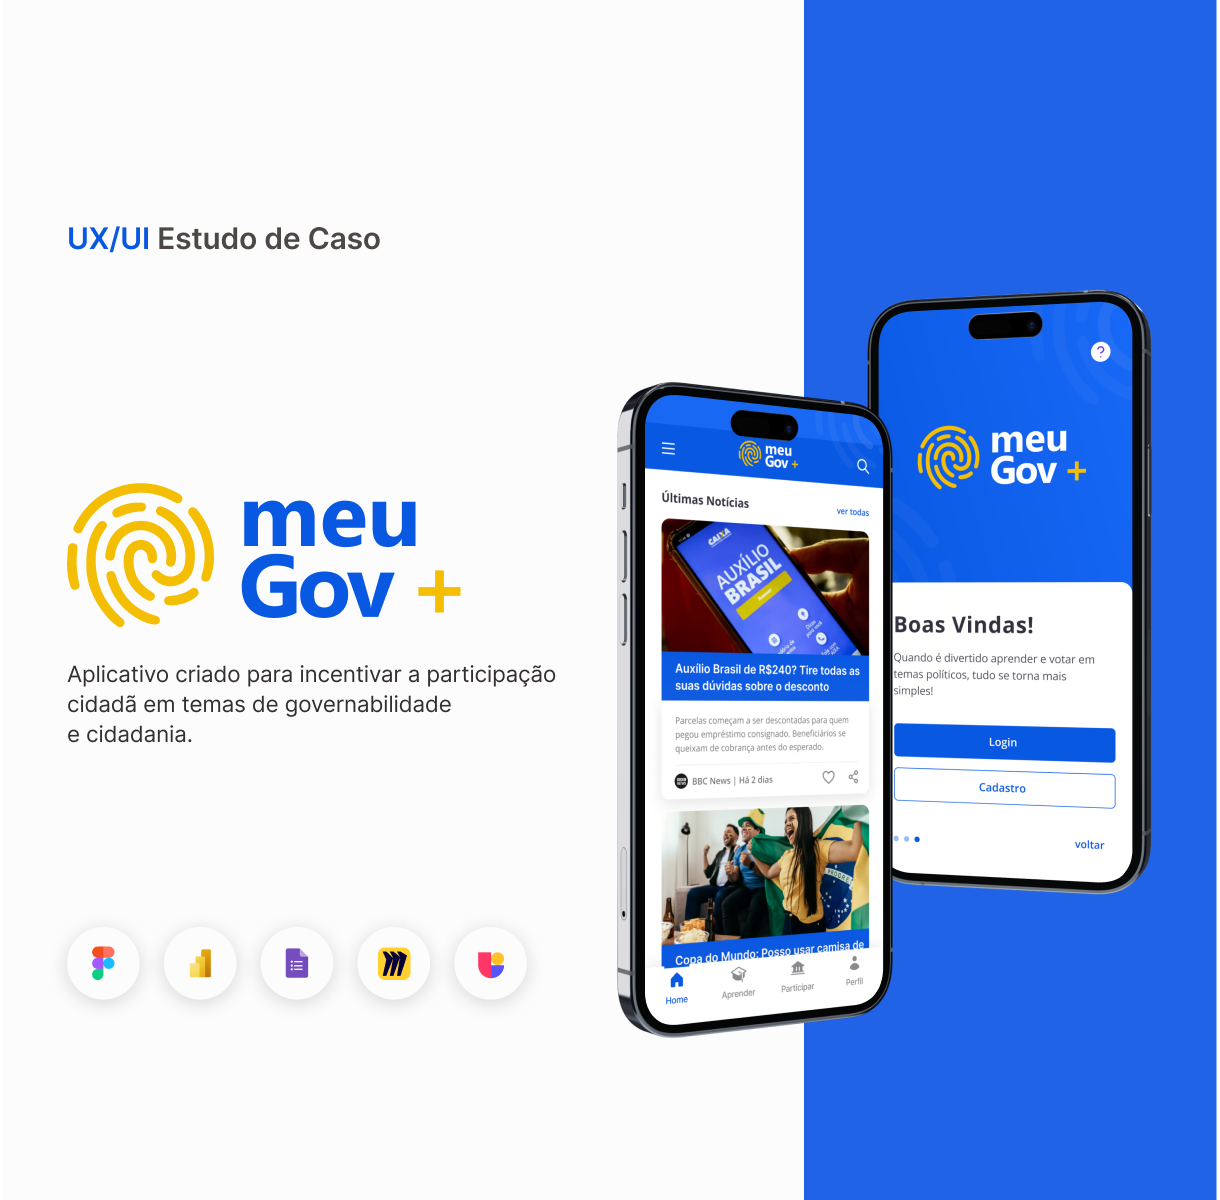 UX/UI Estudo de Caso
meu
Gov +
Aplicativo criado para incentivar a participação
cidadã em temas de governabilidade
e cidadania.
meu
Gov +
Últimas Notícias
ver todas
CAIXA
AUXÍLIO
BRASIL
Auxílio Brasil de R$240? Tire todas as
suas dúvidas sobre o desconto
Parcelas começam a ser descontadas para quem
pegou empréstimo consignado. Beneficiários se
queixam de cobrança antes do esperado.
BBC News | Há 2 dias
Copa do Mundo: Posso usar camisa de
Home
Aprender
Participar
Perfil
?
meu
Gov +
Boas Vindas!
Quando é divertido aprender e votar em
temas políticos, tudo se torna mais
simples!
Login
Cadastro
voltar